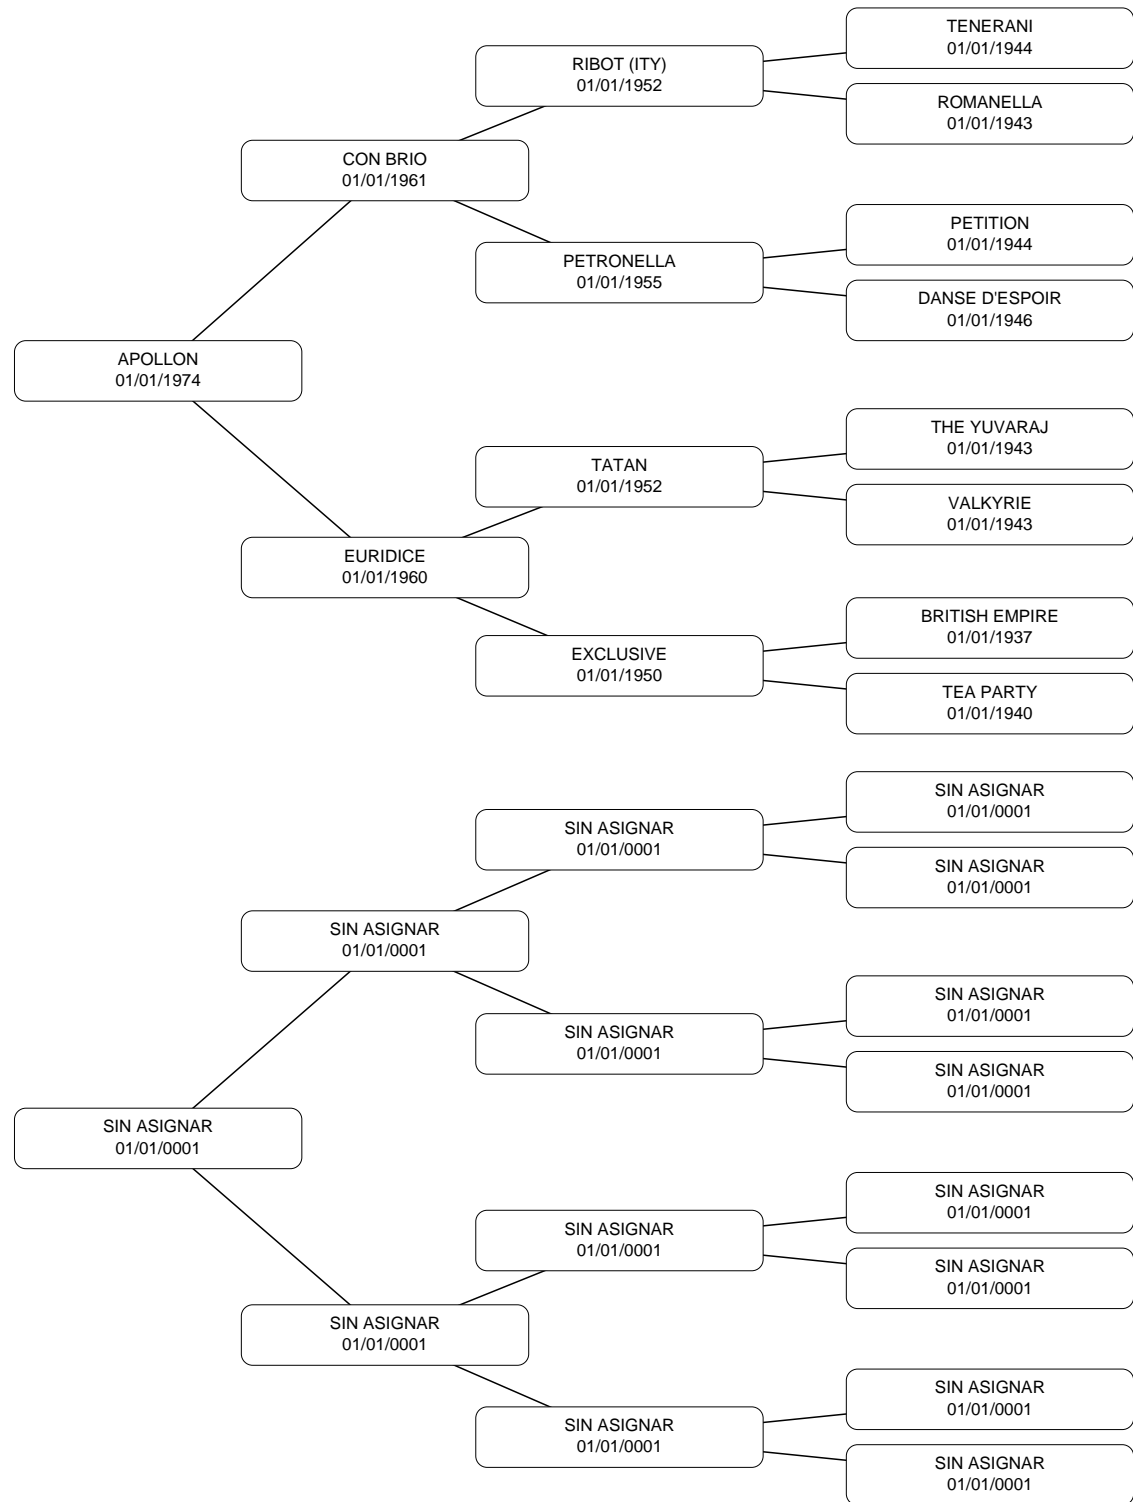 TENERANI
01/01/1944
RIBOT (ITY)
01/01/1952
ROMANELLA
01/01/1943
CON BRIO
01/01/1961
PETITION
01/01/1944
PETRONELLA
01/01/1955
DANSE D'ESPOIR
01/01/1946
APOLLON
01/01/1974
THE YUVARAJ
01/01/1943
TATAN
01/01/1952
VALKYRIE
01/01/1943
EURIDICE
01/01/1960
BRITISH EMPIRE
01/01/1937
EXCLUSIVE
01/01/1950
TEA PARTY
01/01/1940
SIN ASIGNAR
01/01/0001
SIN ASIGNAR
01/01/0001
SIN ASIGNAR
01/01/0001
SIN ASIGNAR
01/01/0001
SIN ASIGNAR
01/01/0001
SIN ASIGNAR
01/01/0001
SIN ASIGNAR
01/01/0001
SIN ASIGNAR
01/01/0001
SIN ASIGNAR
01/01/0001
SIN ASIGNAR
01/01/0001
SIN ASIGNAR
01/01/0001
SIN ASIGNAR
01/01/0001
SIN ASIGNAR
01/01/0001
SIN ASIGNAR
01/01/0001
SIN ASIGNAR
01/01/0001